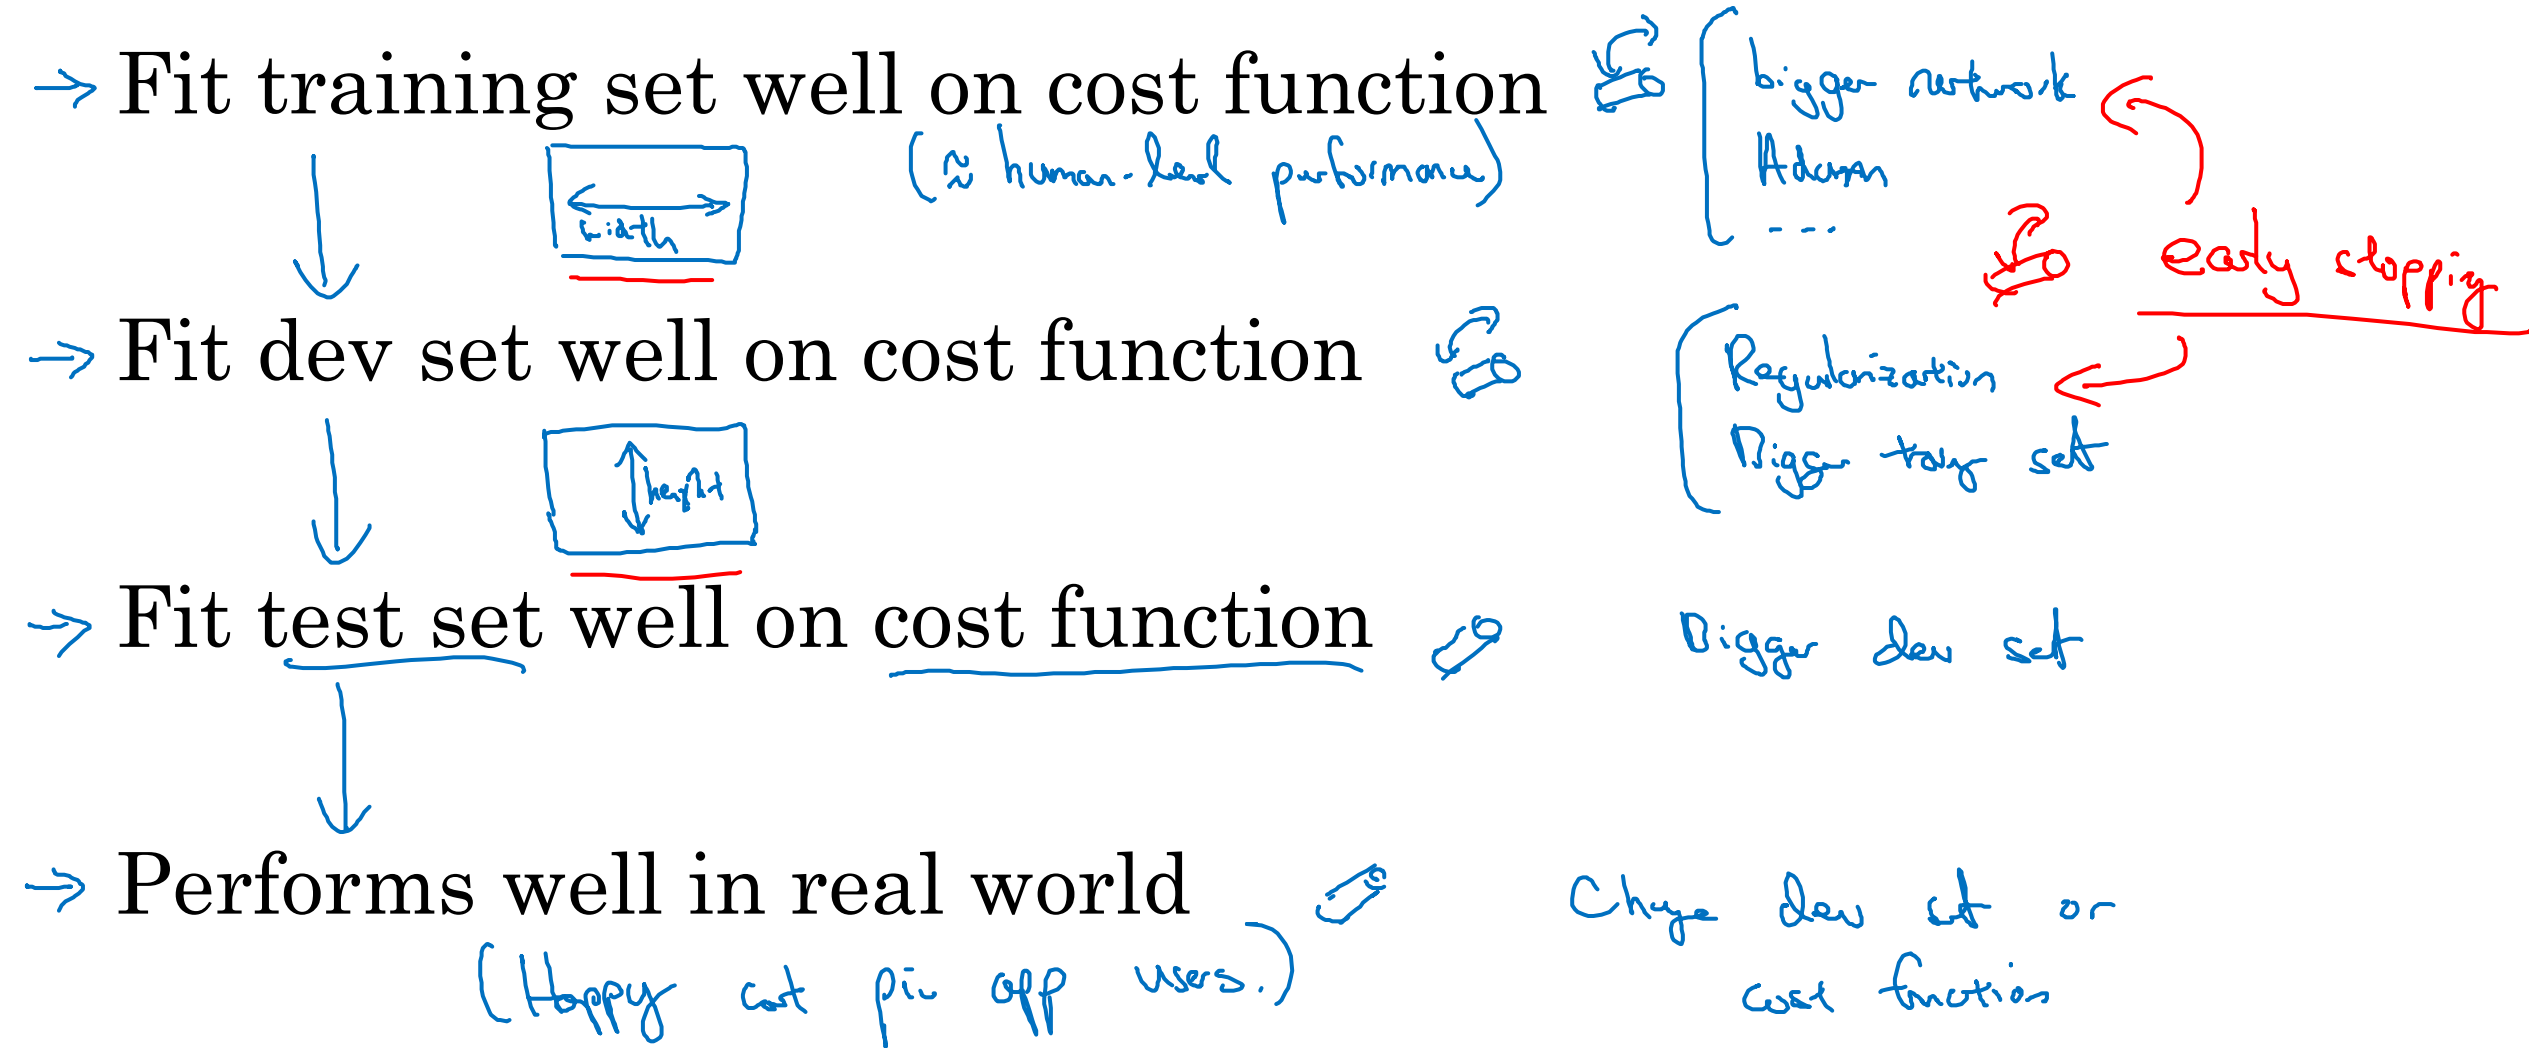 → Fit training set well on cost function
(≈ human-level performance)
bigger network
Adam
...
width
early stopping
→ Fit dev set well on cost function
Regularization
Bigger training set
height
→ Fit test set well on cost function
Bigger dev set
→ Performs well in real world
(Happy cat pic app users.)
Change dev set or
cost function